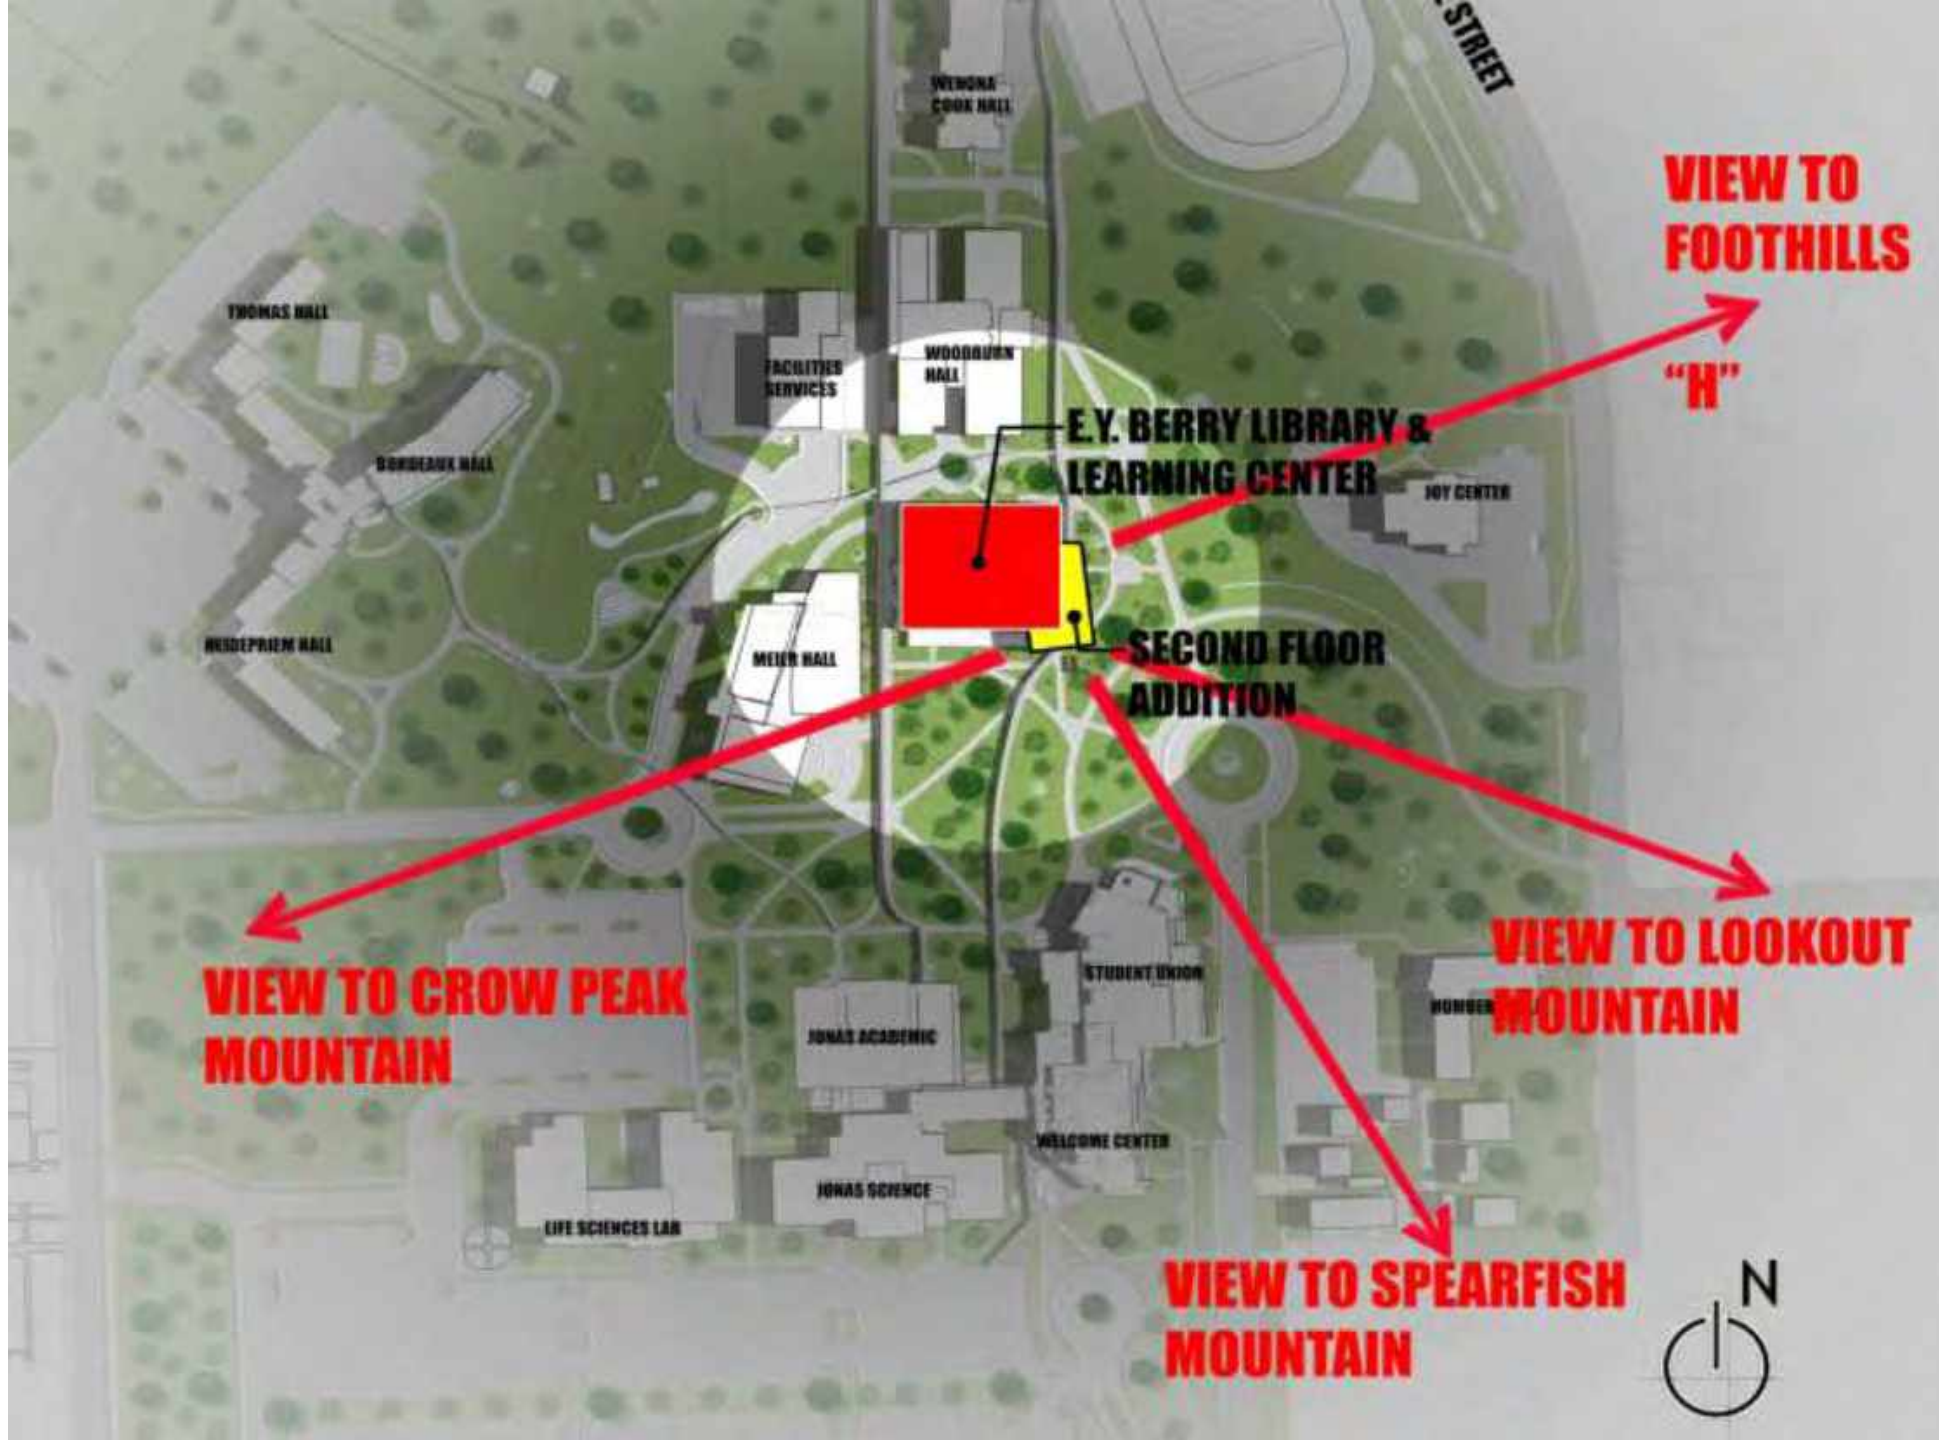 STREET
WENONA
COOK HALL
VIEW TO
FOOTHILLS
"H"
THOMAS HALL
FACILITIES
SERVICES
WOODBURN
HALL
E.Y. BERRY LIBRARY &
LEARNING CENTER
BORDEAUX HALL
JOY CENTER
HEIDEPRIEM HALL
MEIER HALL
SECOND FLOOR
ADDITION
VIEW TO CROW PEAK
MOUNTAIN
STUDENT UNION
VIEW TO LOOKOUT
MOUNTAIN
JONAS ACADEMIC
WELCOME CENTER
JONAS SCIENCE
LIFE SCIENCES LAB
VIEW TO SPEARFISH
MOUNTAIN
N